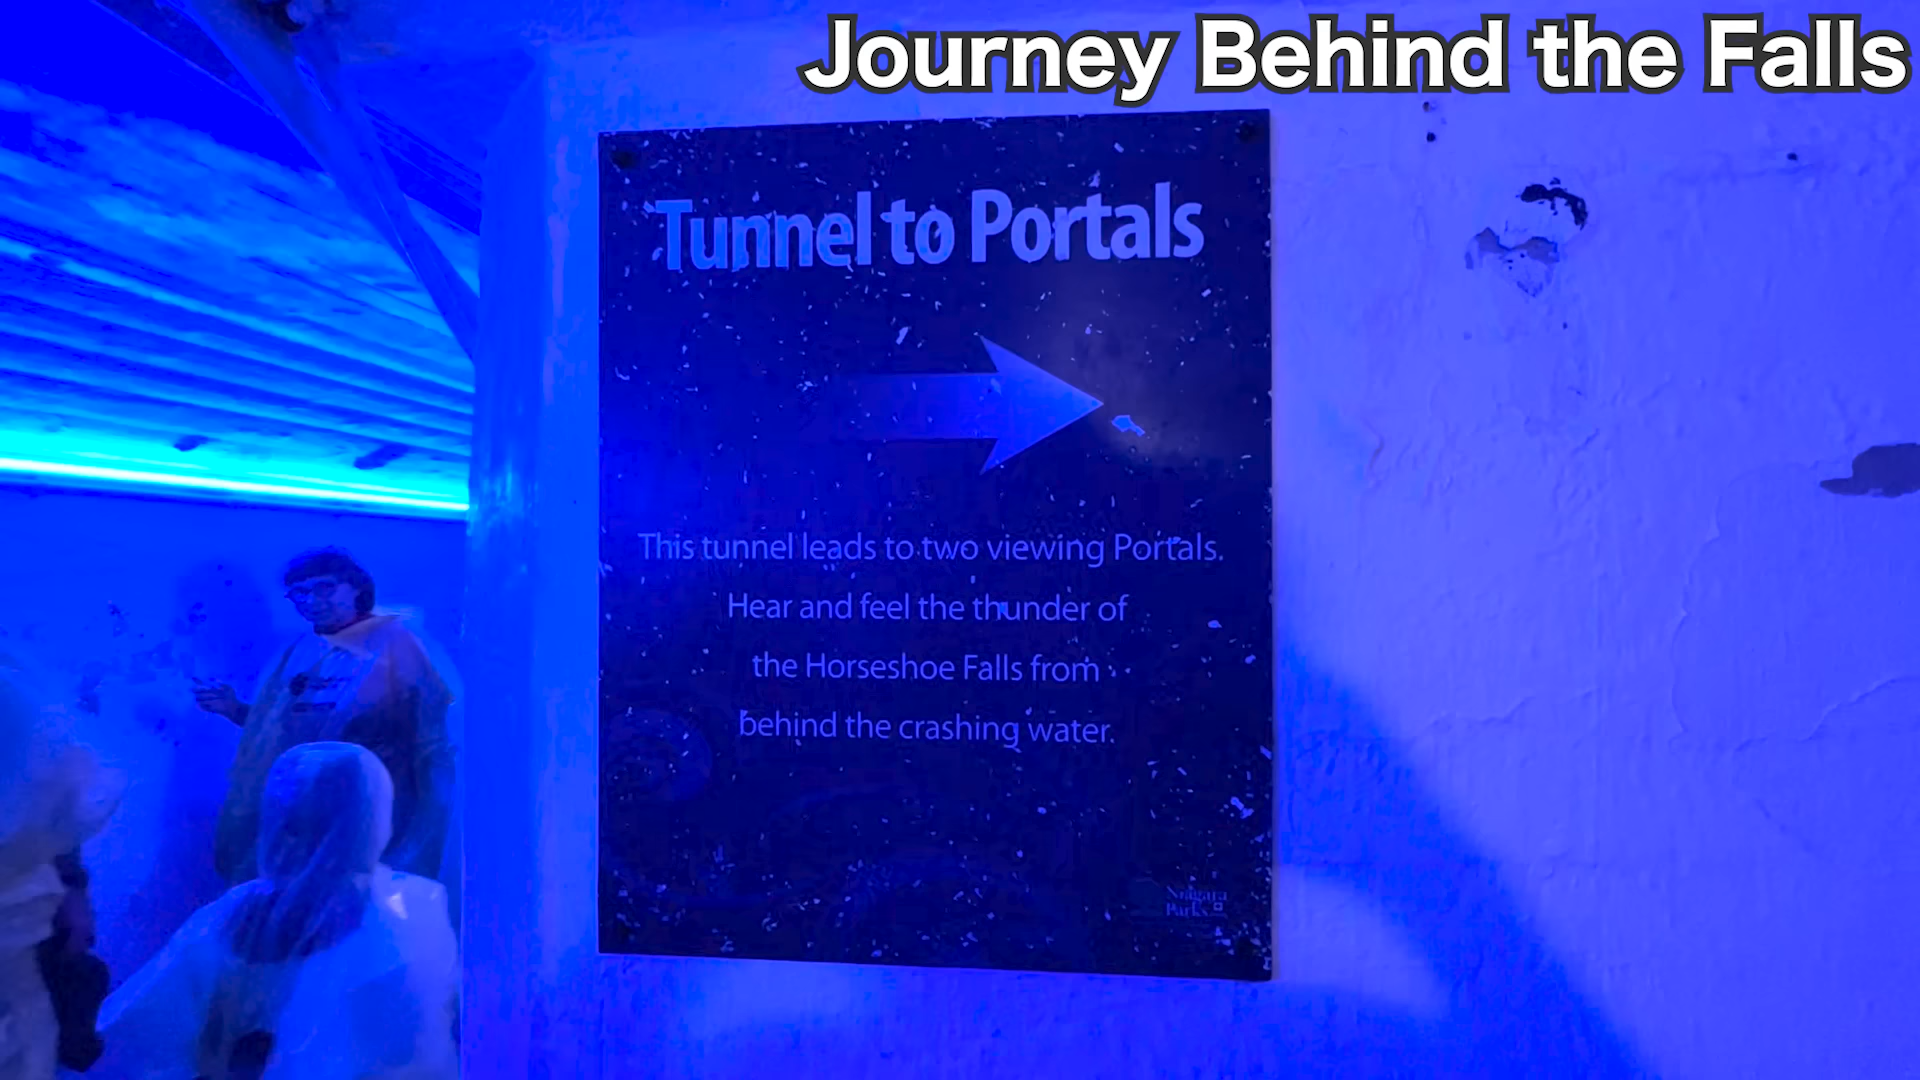 Journey Behind the Falls
Tunnel to Portals
This tunnel leads to two viewing Portals.
Hear and feel the thunder of
the Horseshoe Falls from
behind the crashing water.
Niagara
Parks